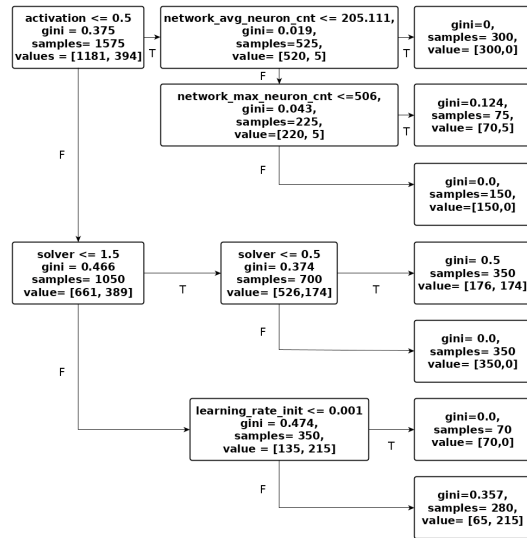 activation <= 0.5
gini = 0.375
samples= 1575
values = [1181, 394]
T
network_avg_neuron_cnt <= 205.111,
gini= 0.019,
samples=525,
value= [520, 5]
T
gini=0,
samples= 300,
value= [300,0]
F
network_max_neuron_cnt <=506,
gini= 0.043,
samples=225,
value=[220, 5]
T
gini=0.124,
samples= 75,
value= [70,5]
F
F
gini=0.0,
samples=150,
value=[150,0]
solver <= 1.5
gini = 0.466
samples= 1050
value= [661, 389]
T
solver <= 0.5
gini= 0.374
samples= 700
value= [526,174]
T
gini= 0.5
samples= 350
value= [176, 174]
F
F
gini= 0.0,
samples= 350
value= [350,0]
learning_rate_init <= 0.001
gini = 0.474,
samples= 350,
value = [135, 215]
T
gini=0.0,
samples= 70
value= [70,0]
F
gini=0.357,
samples= 280,
value= [65, 215]